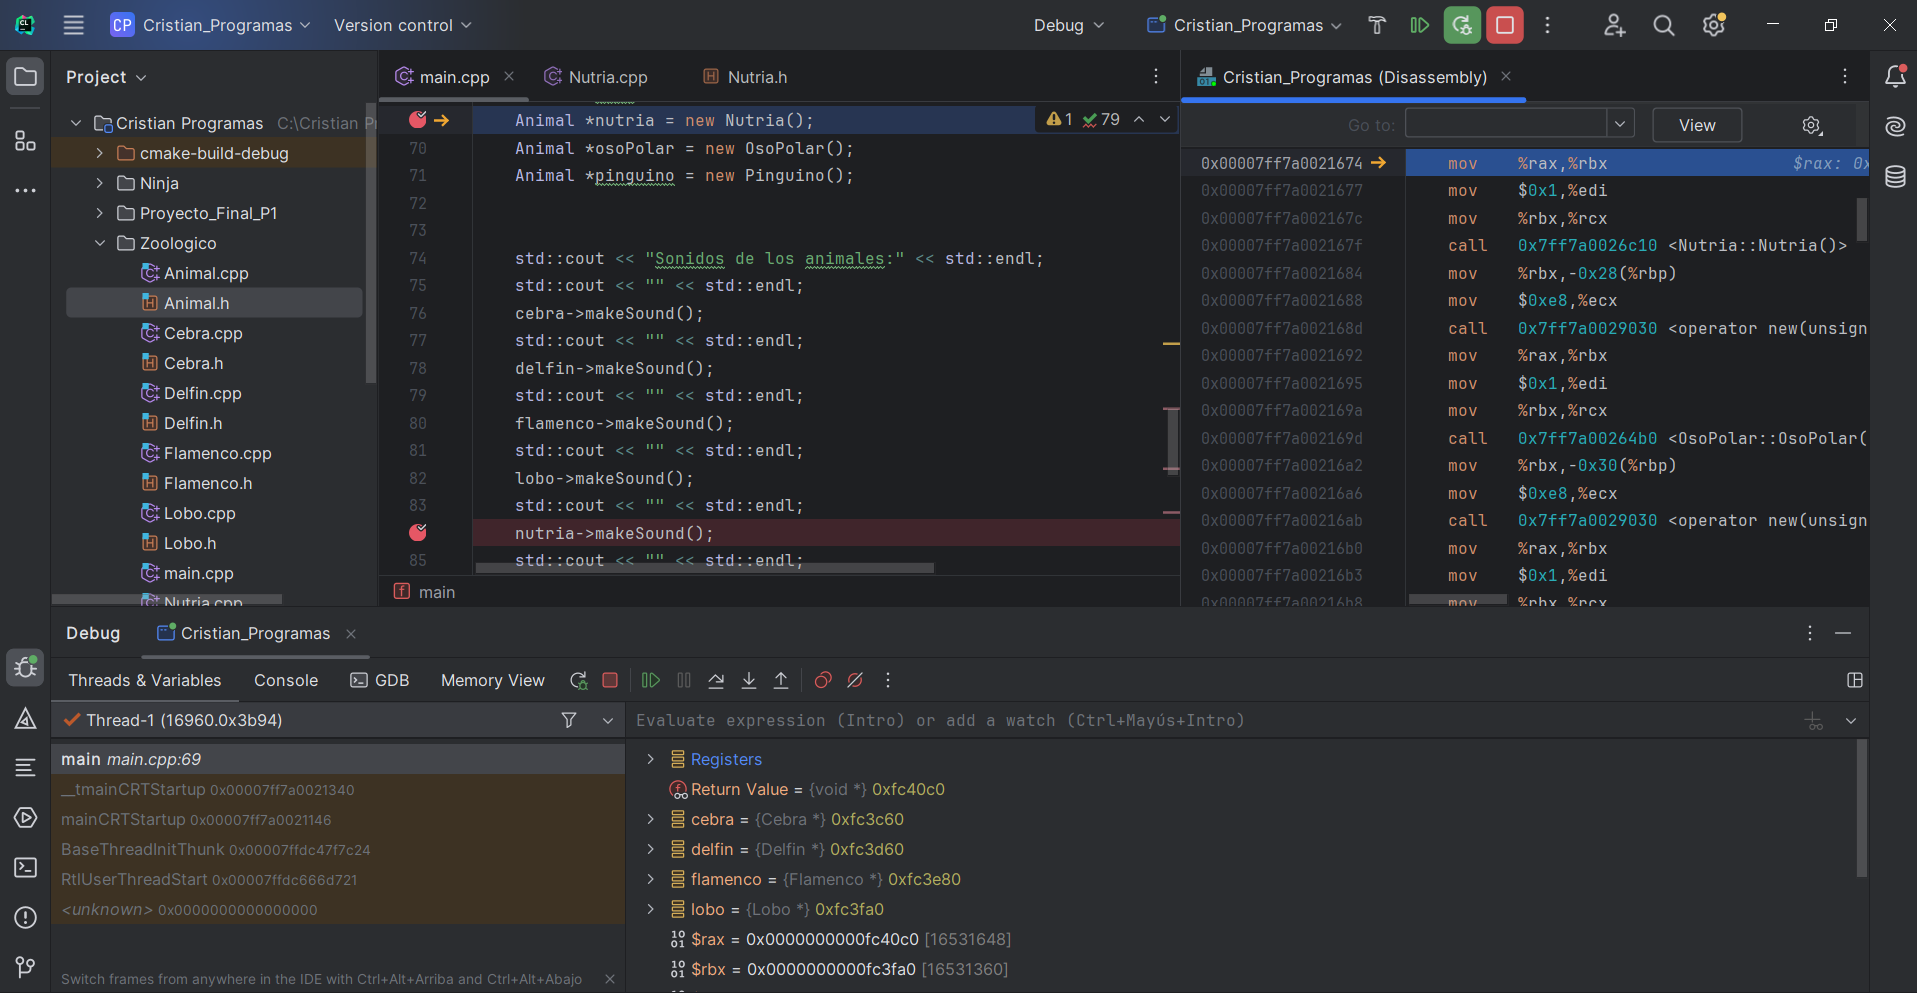 CP Cristian_Programas Version control Debug Cristian_Programas
Project
Cristian Programas C:\Cristian P
cmake-build-debug
Ninja
Proyecto_Final_P1
Zoologico
Animal.cpp
Animal.h
Cebra.cpp
Cebra.h
Delfin.cpp
Delfin.h
Flamenco.cpp
Flamenco.h
Lobo.cpp
Lobo.h
main.cpp
Nutria.cpp
main.cpp Nutria.cpp Nutria.h
Animal *nutria = new Nutria(); 1 79
70 Animal *osoPolar = new OsoPolar();
71 Animal *pinguino = new Pinguino();
72
73
74 std::cout << "Sonidos de los animales:" << std::endl;
75 std::cout << "" << std::endl;
76 cebra->makeSound();
77 std::cout << "" << std::endl;
78 delfin->makeSound();
79 std::cout << "" << std::endl;
80 flamenco->makeSound();
81 std::cout << "" << std::endl;
82 lobo->makeSound();
83 std::cout << "" << std::endl;
nutria->makeSound();
85 std::cout << "" << std::endl;
main
Cristian_Programas (Disassembly)
Go to: View
0x00007ff7a0021674 mov %rax,%rbx $rax: 0x
0x00007ff7a0021677 mov $0x1,%edi
0x00007ff7a002167c mov %rbx,%rcx
0x00007ff7a002167f call 0x7ff7a0026c10 <Nutria::Nutria()>
0x00007ff7a0021684 mov %rbx,-0x28(%rbp)
0x00007ff7a0021688 mov $0xe8,%ecx
0x00007ff7a002168d call 0x7ff7a0029030 <operator new(unsign
0x00007ff7a0021692 mov %rax,%rbx
0x00007ff7a0021695 mov $0x1,%edi
0x00007ff7a002169a mov %rbx,%rcx
0x00007ff7a002169d call 0x7ff7a00264b0 <OsoPolar::OsoPolar(
0x00007ff7a00216a2 mov %rbx,-0x30(%rbp)
0x00007ff7a00216a6 mov $0xe8,%ecx
0x00007ff7a00216ab call 0x7ff7a0029030 <operator new(unsign
0x00007ff7a00216b0 mov %rax,%rbx
0x00007ff7a00216b3 mov $0x1,%edi
0x00007ff7a00216b8 mov %rbx,%rcx
Debug Cristian_Programas
Threads & Variables Console GDB Memory View
Thread-1 (16960.0x3b94)
main main.cpp:69
__tmainCRTStartup 0x00007ff7a0021340
mainCRTStartup 0x00007ff7a0021146
BaseThreadInitThunk 0x00007ffdc47f7c24
RtlUserThreadStart 0x00007ffdc666d721
<unknown> 0x0000000000000000
Switch frames from anywhere in the IDE with Ctrl+Alt+Arriba and Ctrl+Alt+Abajo
Evaluate expression (Intro) or add a watch (Ctrl+Mayús+Intro)
Registers
Return Value = {void *} 0xfc40c0
cebra = {Cebra *} 0xfc3c60
delfin = {Delfin *} 0xfc3d60
flamenco = {Flamenco *} 0xfc3e80
lobo = {Lobo *} 0xfc3fa0
$rax = 0x0000000000fc40c0 [16531648]
$rbx = 0x0000000000fc3fa0 [16531360]